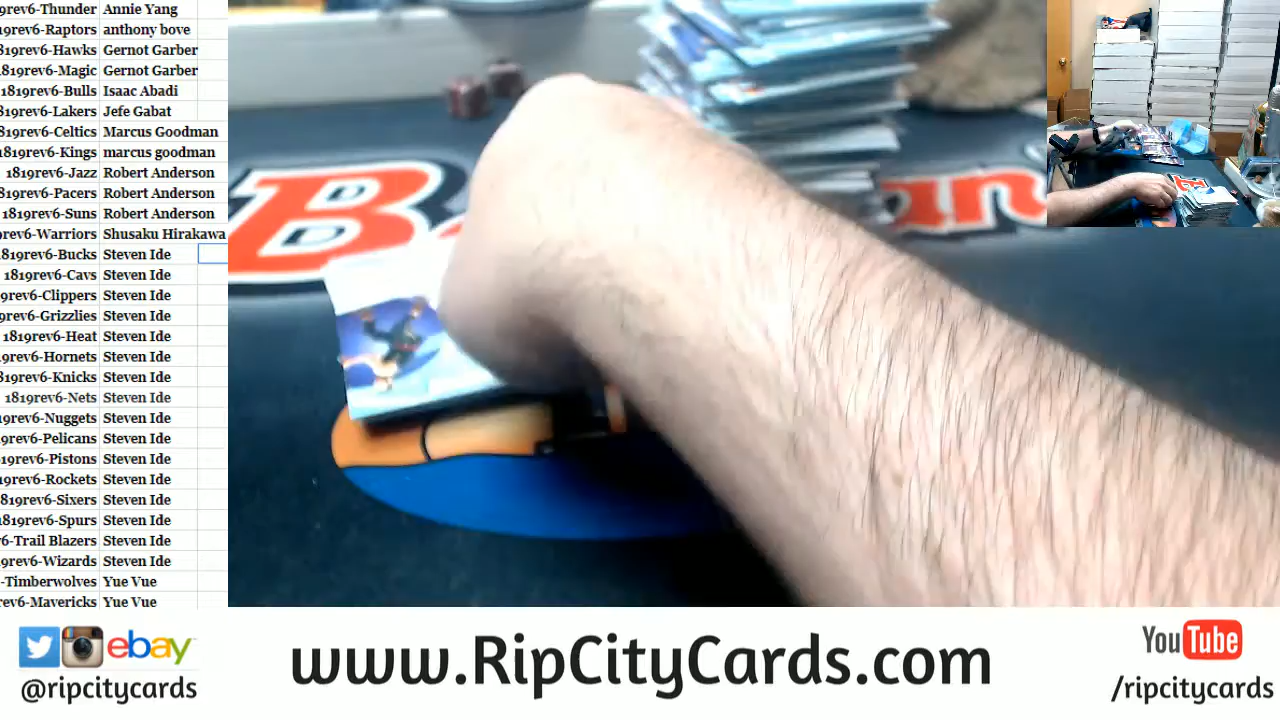 9rev6-Thunder Annie Yang
19rev6-Raptors anthony bove
819rev6-Hawks Gernot Garber
819rev6-Magic Gernot Garber
1819rev6-Bulls Isaac Abadi
819rev6-Lakers Jefe Gabat
1819rev6-Celtics Marcus Goodman
1819rev6-Kings marcus goodman
1819rev6-Jazz Robert Anderson
819rev6-Pacers Robert Anderson
1819rev6-Suns Robert Anderson
rev6-Warriors Shusaku Hirakawa
1819rev6-Bucks Steven Ide
1819rev6-Cavs Steven Ide
9rev6-Clippers Steven Ide
9rev6-Grizzlies Steven Ide
1819rev6-Heat Steven Ide
19rev6-Hornets Steven Ide
1819rev6-Knicks Steven Ide
1819rev6-Nets Steven Ide
9rev6-Nuggets Steven Ide
9rev6-Pelicans Steven Ide
819rev6-Pistons Steven Ide
19rev6-Rockets Steven Ide
819rev6-Sixers Steven Ide
1819rev6-Spurs Steven Ide
6-Trail Blazers Steven Ide
9rev6-Wizards Steven Ide
-Timberwolves Yue Vue
rev6-Mavericks Yue Vue
B
an
ebay
@ripcitycards
www.RipCityCards.com
YouTube
/ripcitycards